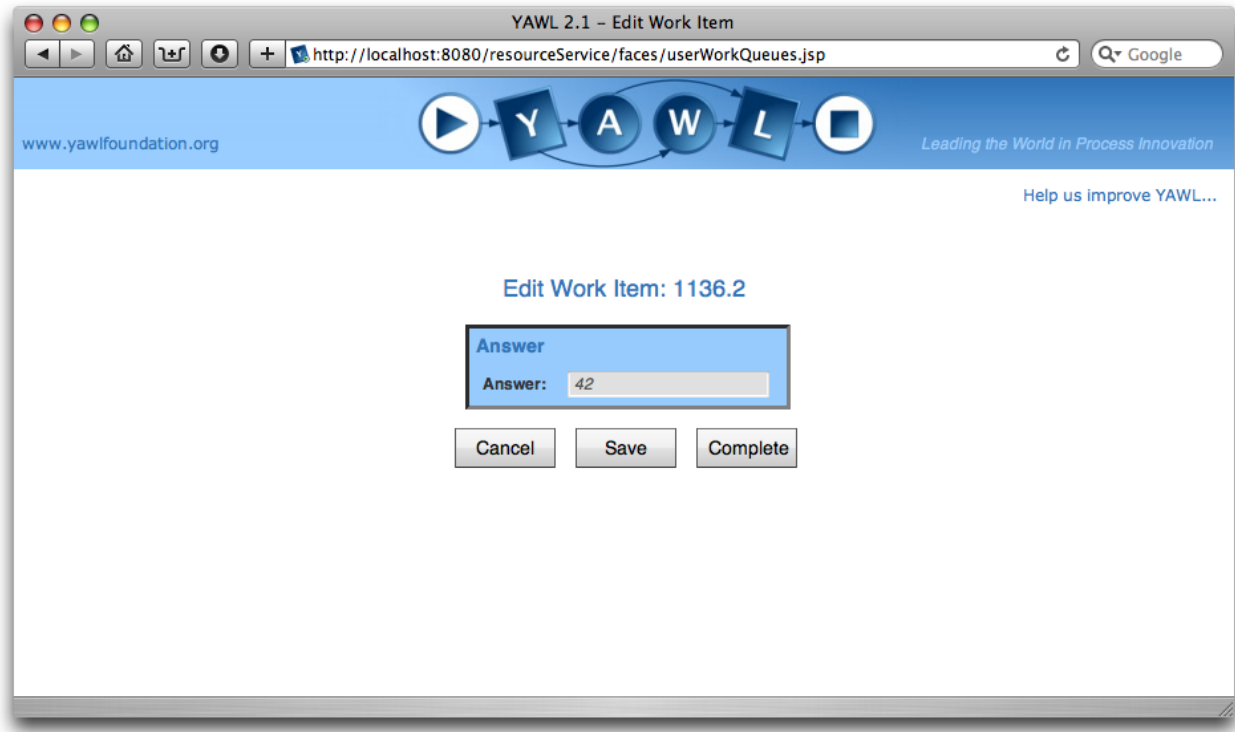 YAWL 2.1 – Edit Work Item
http://localhost:8080/resourceService/faces/userWorkQueues.jsp
Google
www.yawlfoundation.org
Y A W L
Leading the World in Process Innovation
Help us improve YAWL...
Edit Work Item: 1136.2
Answer
Answer: 42
Cancel Save Complete